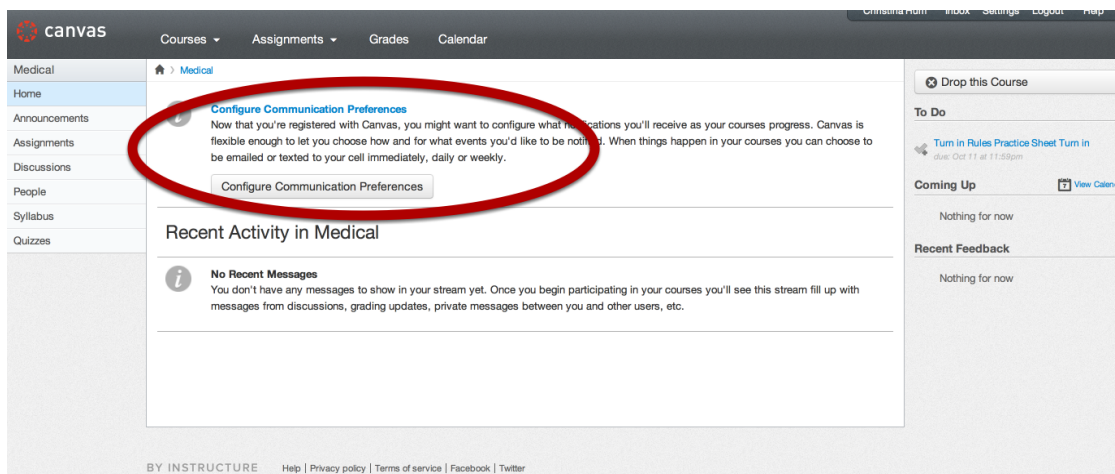 Christina Hurri Inbox Settings Logout Help
canvas
Courses Assignments Grades Calendar
Medical
Home
Announcements
Assignments
Discussions
People
Syllabus
Quizzes
Medical
Configure Communication Preferences
Now that you're registered with Canvas, you might want to configure what notifications you'll receive as your courses progress. Canvas is
flexible enough to let you choose how and for what events you'd like to be notified. When things happen in your courses you can choose to
be emailed or texted to your cell immediately, daily or weekly.
Configure Communication Preferences
Recent Activity in Medical
No Recent Messages
You don't have any messages to show in your stream yet. Once you begin participating in your courses you'll see this stream fill up with
messages from discussions, grading updates, private messages between you and other users, etc.
Drop this Course
To Do
Turn in Rules Practice Sheet Turn in
due: Oct 11 at 11:59pm
Coming Up View Calen
Nothing for now
Recent Feedback
Nothing for now
BY INSTRUCTURE Help | Privacy policy | Terms of service | Facebook | Twitter